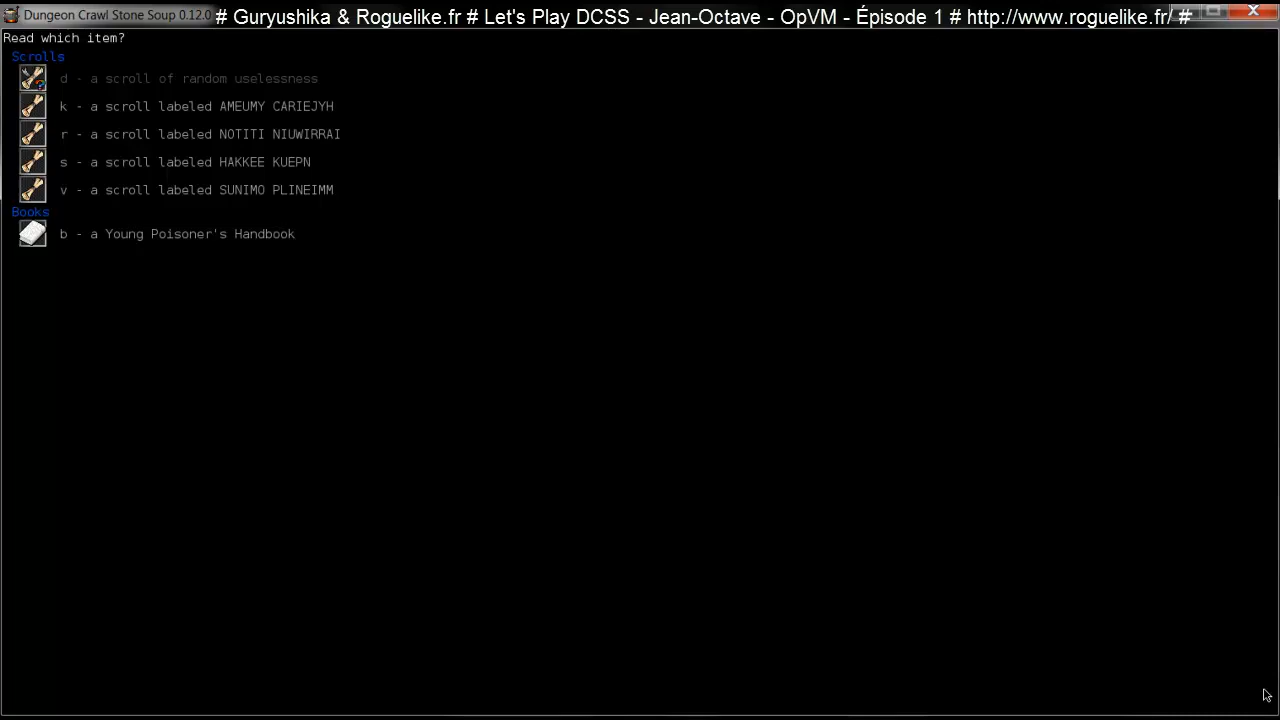 Dungeon Crawl Stone Soup 0.12.0 # Guryushika & Roguelike.fr # Let's Play DCSS - Jean-Octave - OpVM - Épisode 1 # http://www.roguelike.fr/ #
Read which item?
Scrolls
d - a scroll of random uselessness
k - a scroll labeled AMEUMY CARIEJYH
r - a scroll labeled NOTITI NIUWIRRAI
s - a scroll labeled HAKKEE KUEPN
v - a scroll labeled SUNIMO PLINEIMM
Books
b - a Young Poisoner's Handbook